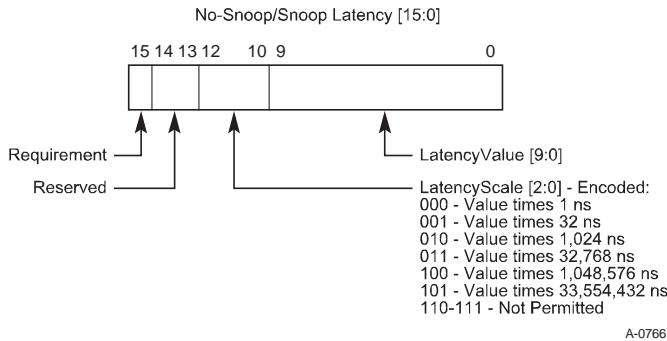 No-Snoop/Snoop Latency [15:0]
15 14 13 12 10 9 0
Requirement
LatencyValue [9:0]
Reserved
LatencyScale [2:0] - Encoded:
000 - Value times 1 ns
001 - Value times 32 ns
010 - Value times 1,024 ns
011 - Value times 32,768 ns
100 - Value times 1,048,576 ns
101 - Value times 33,554,432 ns
110-111 - Not Permitted
A-0766